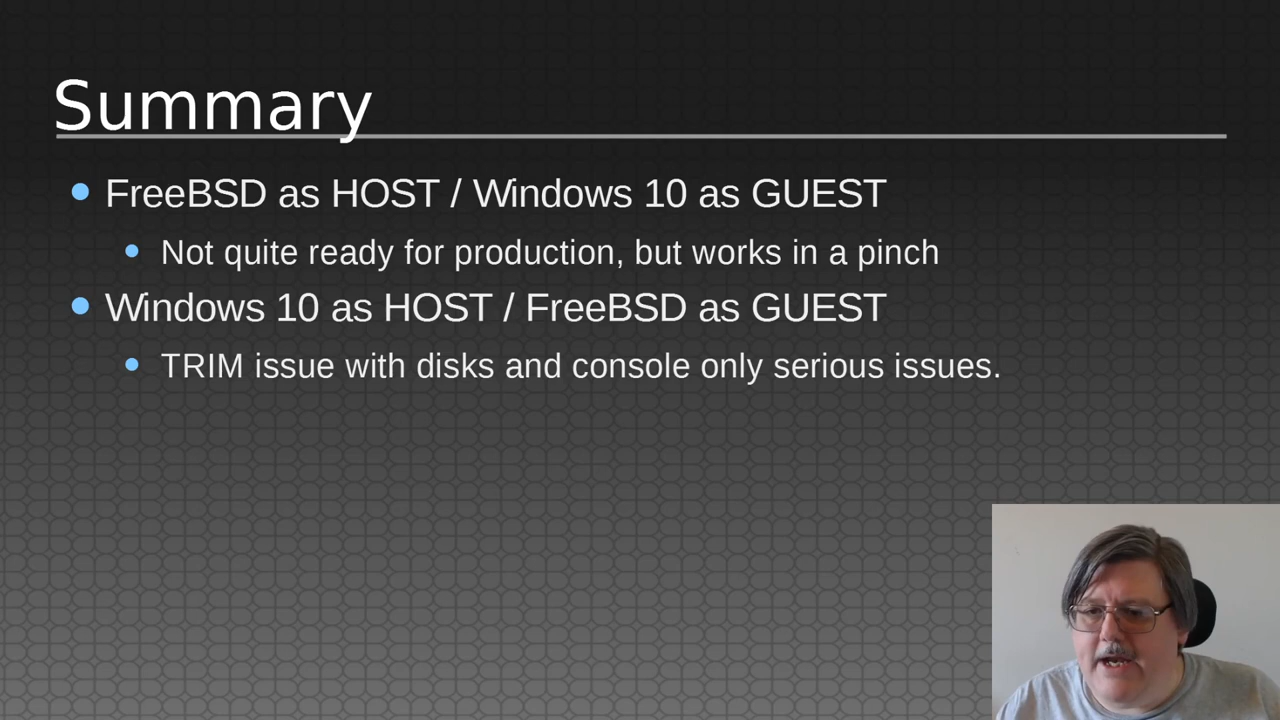 Summary
FreeBSD as HOST / Windows 10 as GUEST
Not quite ready for production, but works in a pinch
Windows 10 as HOST / FreeBSD as GUEST
TRIM issue with disks and console only serious issues.